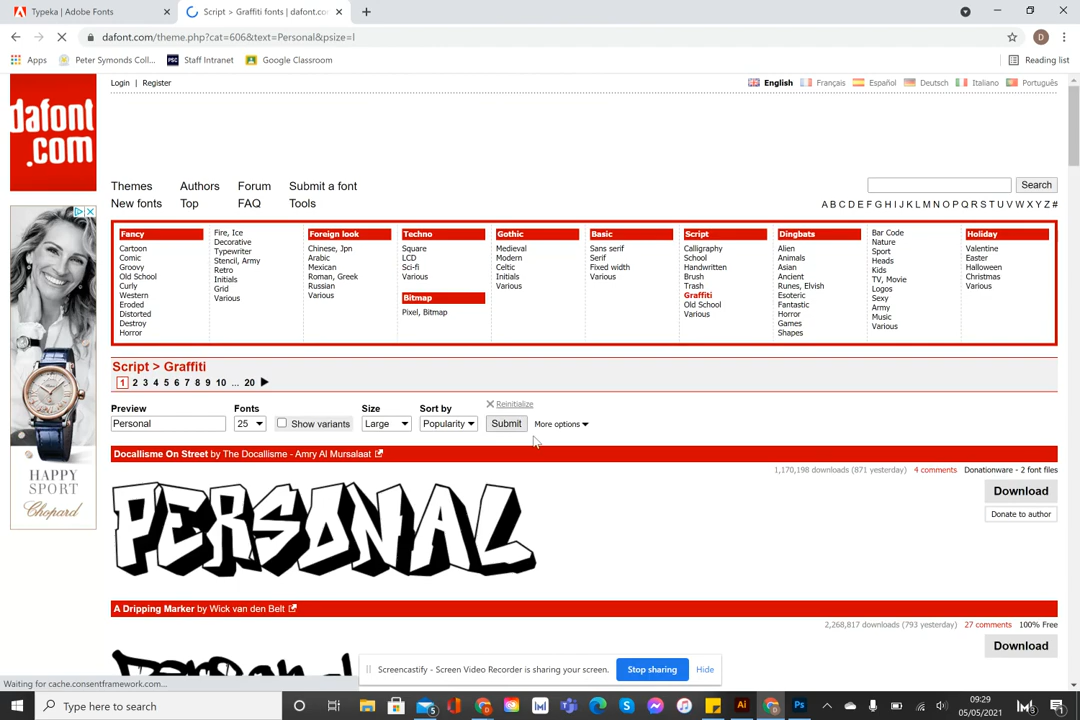 Typeka | Adobe Fonts
Script > Graffiti fonts | dafont.co
dafont.com/theme.php?cat=606&text=Personal&psize=l
D
Apps
Peter Symonds Coll...
Staff Intranet
Google Classroom
Reading list
Login | Register
English
Français
Español
Deutsch
Italiano
Português
dafont
.com
Themes
Authors
Forum
Submit a font
New fonts
Top
FAQ
Tools
Search
A B C D E F G H I J K L M N O P Q R S T U V W X Y Z #
Fancy
Cartoon
Comic
Groovy
Old School
Curly
Western
Eroded
Distorted
Destroy
Horror
Fire, Ice
Decorative
Typewriter
Stencil, Army
Retro
Initials
Grid
Various
Foreign look
Chinese, Jpn
Arabic
Mexican
Roman, Greek
Russian
Various
Techno
Square
LCD
Sci-fi
Various
Bitmap
Pixel, Bitmap
Gothic
Medieval
Modern
Celtic
Initials
Various
Basic
Sans serif
Serif
Fixed width
Various
Script
Calligraphy
School
Handwritten
Brush
Trash
Graffiti
Old School
Various
Dingbats
Alien
Animals
Asian
Ancient
Runes, Elvish
Esoteric
Fantastic
Horror
Games
Shapes
Bar Code
Nature
Sport
Heads
Kids
TV, Movie
Logos
Sexy
Army
Music
Various
Holiday
Valentine
Easter
Halloween
Christmas
Various
Script > Graffiti
1 2 3 4 5 6 7 8 9 10 ... 20
Preview
Fonts
Size
Sort by
Reinitialize
Personal
25
Show variants
Large
Popularity
Submit
More options
Docallisme On Street by The Docallisme - Amry Al Mursalaat
1,170,198 downloads (871 yesterday) 4 comments Donationware - 2 font files
Download
Donate to author
PERSONAL
A Dripping Marker by Wick van den Belt
2,268,817 downloads (793 yesterday) 27 comments 100% Free
Download
Personal
HAPPY
SPORT
Chopard
Screencastify - Screen Video Recorder is sharing your screen.
Stop sharing
Hide
Waiting for cache.consentframework.com...
Type here to search
5
Ai
Ps
09:29
05/05/2021
1